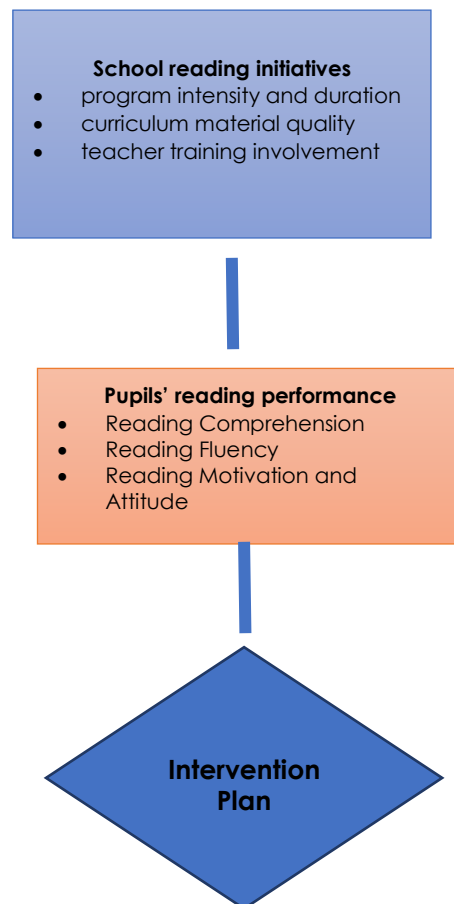 School reading initiatives
• program intensity and duration
• curriculum material quality
• teacher training involvement
Pupils' reading performance
• Reading Comprehension
• Reading Fluency
• Reading Motivation and
Attitude
Intervention
Plan